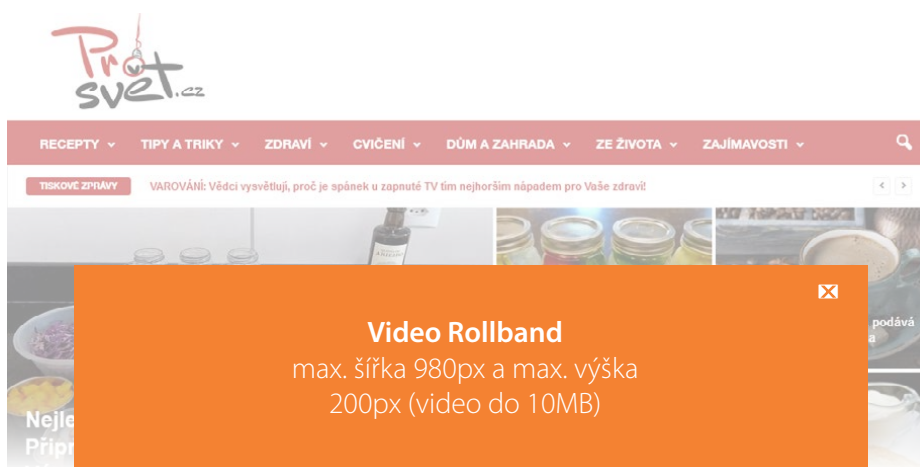 Pro
svet.cz
RECEPTY TIPY A TRIKY ZDRAVÍ CVIČENÍ DŮM A ZAHRADA ZE ŽIVOTA ZAJÍMAVOSTI
TISKOVÉ ZPRÁVY VAROVÁNÍ: Vědci vysvětlují, proč je spánek u zapnuté TV tím nejhorším nápadem pro Vaše zdraví!
podává
Video Rollband
max. šířka 980px a max. výška
200px (video do 10MB)